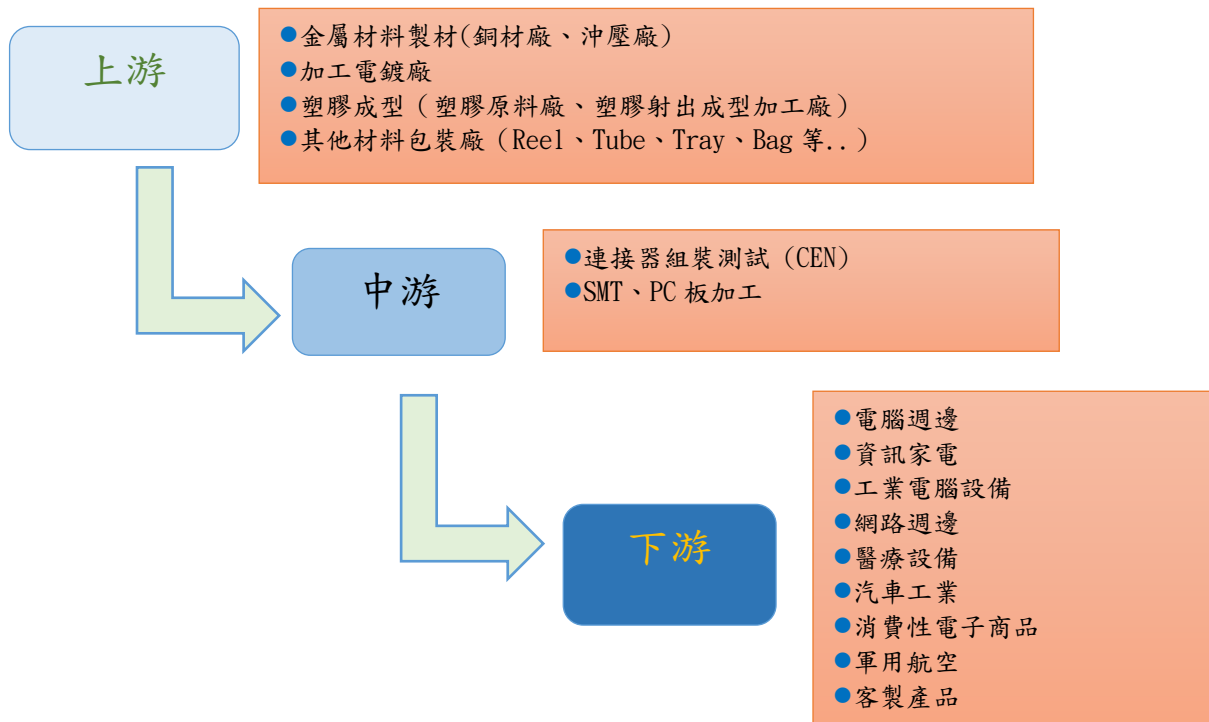 上游
●金屬材料製材(銅材廠、沖壓廠)
●加工電鍍廠
●塑膠成型（塑膠原料廠、塑膠射出成型加工廠）
●其他材料包裝廠（Reel、Tube、Tray、Bag 等..）
中游
●連接器組裝測試（CEN）
●SMT、PC 板加工
下游
●電腦週邊
●資訊家電
●工業電腦設備
●網路週邊
●醫療設備
●汽車工業
●消費性電子商品
●軍用航空
●客製產品